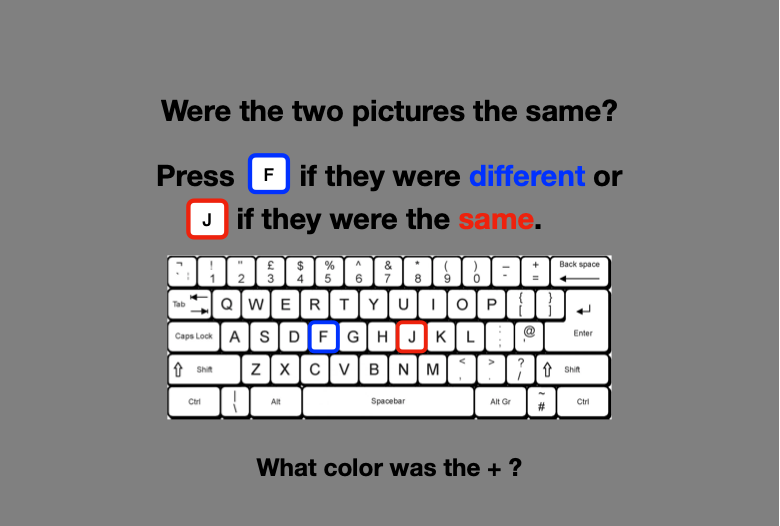 Were the two pictures the same?
Press F if they were different or
J if they were the same.
¬ ! " £ $ % ^ & * ( ) – + Back space
` ¦ 1 2 3 4 5 6 7 8 9 0 - =
Tab Q W E R T Y U I O P { [ } ]
Caps Lock A S D F G H J K L : ; @ ' Enter
Shift Z X C V B N M < , > . ? / Shift
Ctrl | \ Alt Spacebar Alt Gr ~ # Ctrl
What color was the + ?